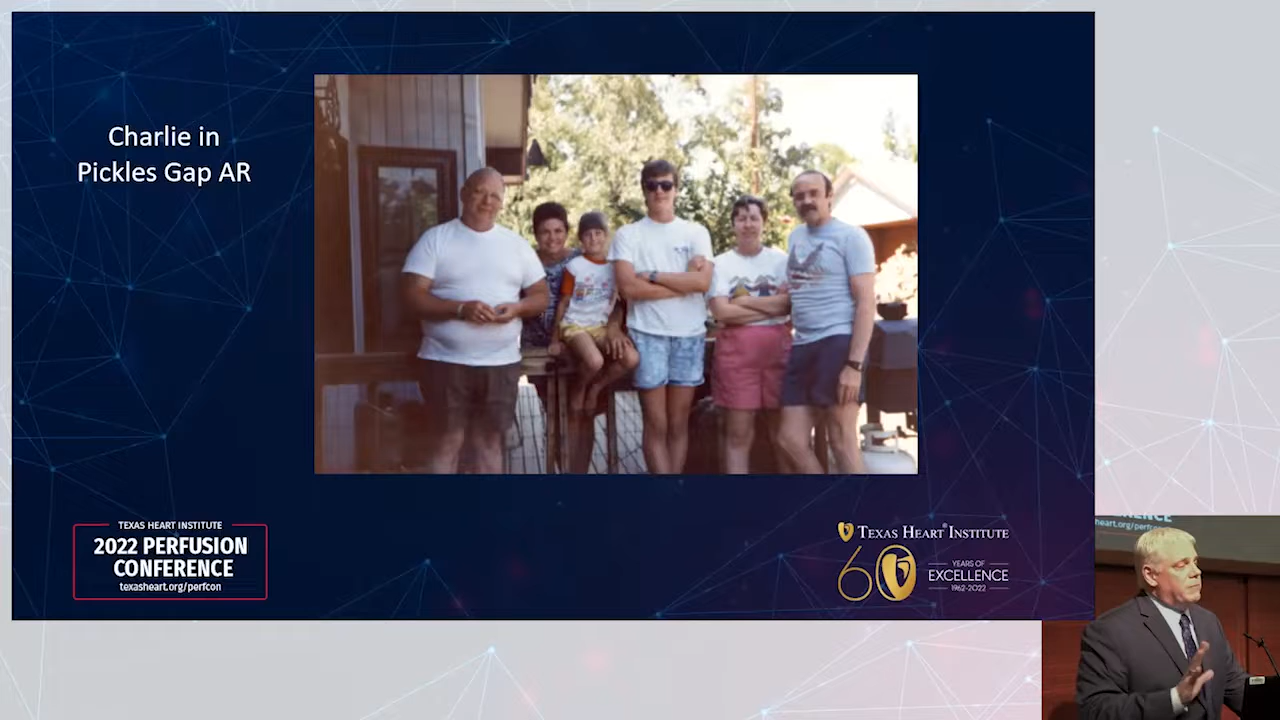 Charlie in
Pickles Gap AR
TEXAS HEART INSTITUTE
2022 PERFUSION
CONFERENCE
texasheart.org/perfcon
TEXAS HEART® INSTITUTE
60 YEARS OF
EXCELLENCE
1962-2022